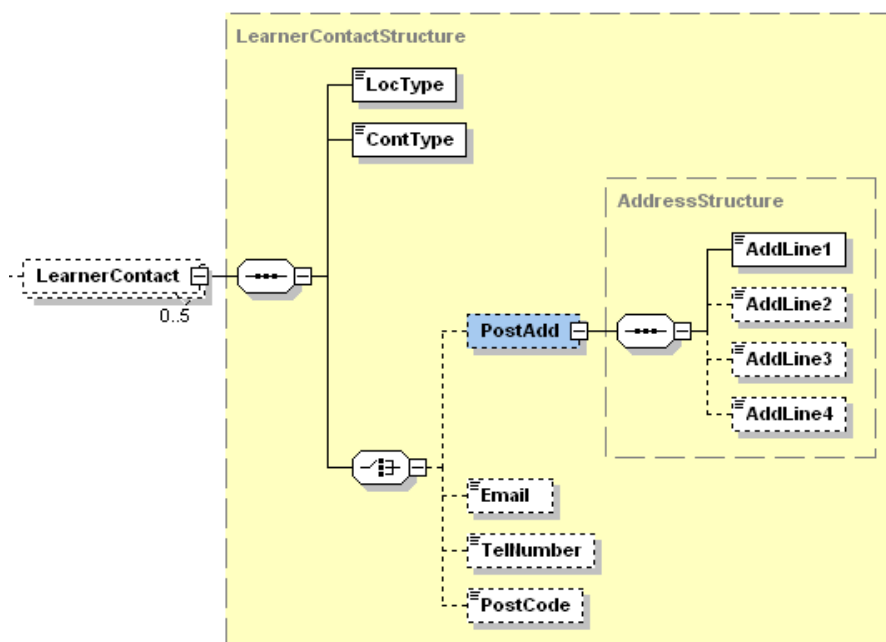 LearnerContactStructure
LocType
ContType
AddressStructure
AddLine1
LearnerContact
0..5
AddLine2
PostAdd
AddLine3
AddLine4
Email
TelNumber
PostCode